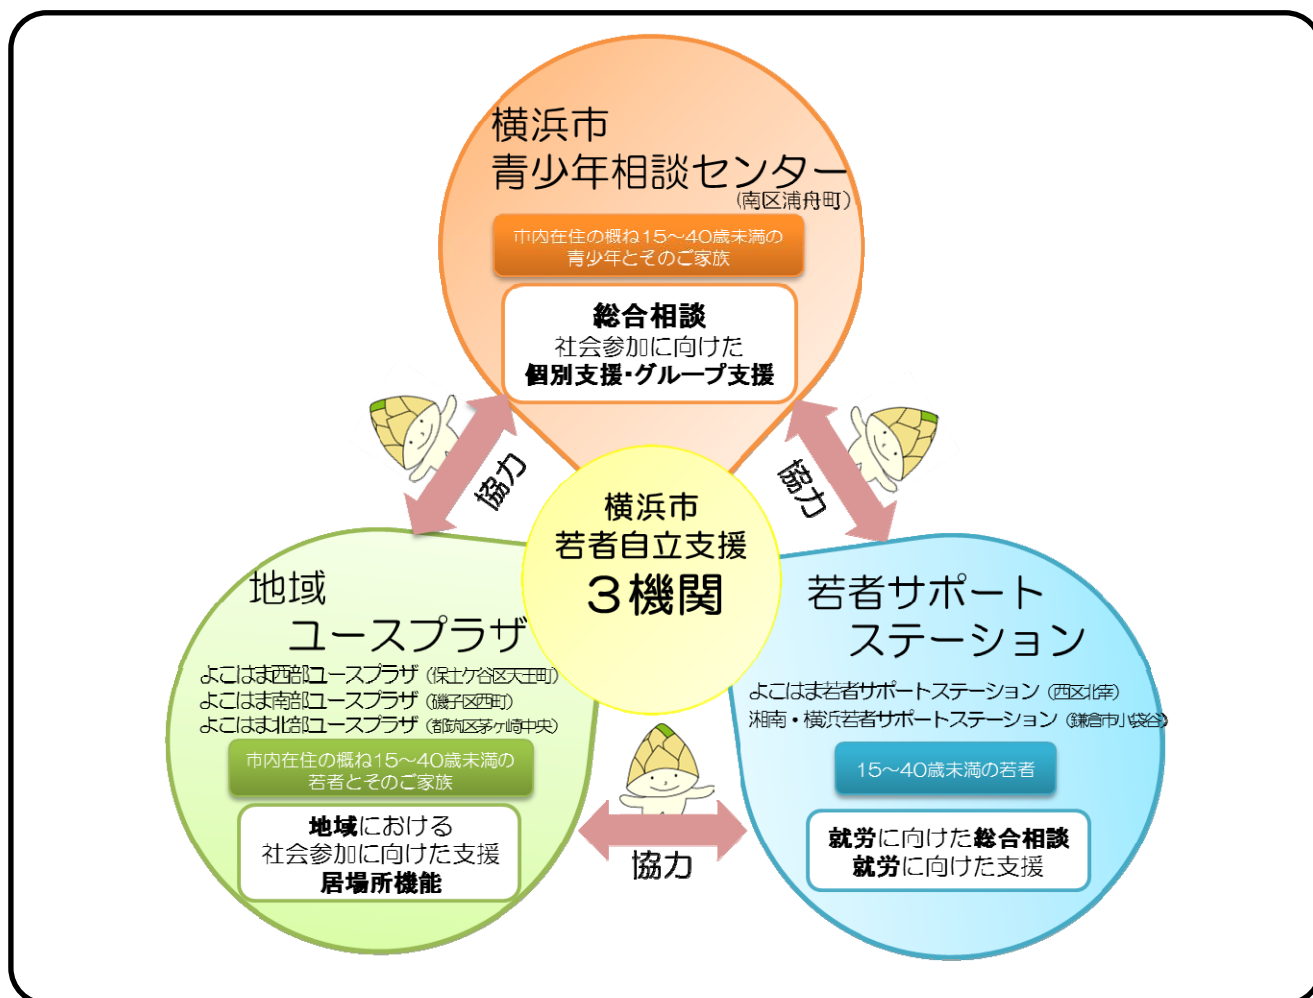 横浜市
青少年相談センター
(南区浦舟町)
市内在住の概ね15～40歳未満の
青少年とそのご家族
総合相談
社会参加に向けた
個別支援・グループ支援
協力
協力
横浜市
若者自立支援
3機関
地域
ユースプラザ
よこはま西部ユースプラザ（保土ケ谷区天王町）
よこはま南部ユースプラザ（磯子区西町）
よこはま北部ユースプラザ（都筑区茅ヶ崎中央）
市内在住の概ね15～40歳未満の
若者とそのご家族
地域における
社会参加に向けた支援
居場所機能
若者サポート
ステーション
よこはま若者サポートステーション（西区北幸）
湘南・横浜若者サポートステーション（鎌倉市小袋谷）
15～40歳未満の若者
就労に向けた総合相談
就労に向けた支援
協力